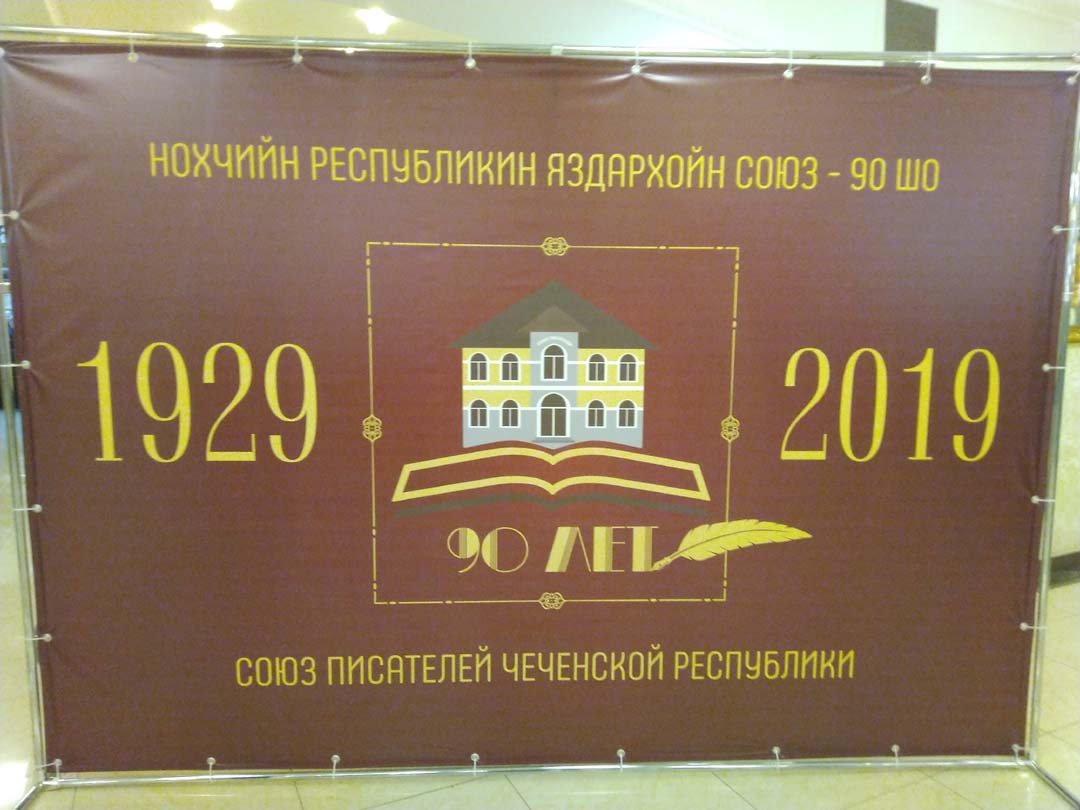 НОХЧИЙН РЕСПУБЛИКИН ЯЗДАРХОЙН СОЮЗ - 90 ШО
1929
2019
90 ЛЕТ
СОЮЗ ПИСАТЕЛЕЙ ЧЕЧЕНСКОЙ РЕСПУБЛИКИ